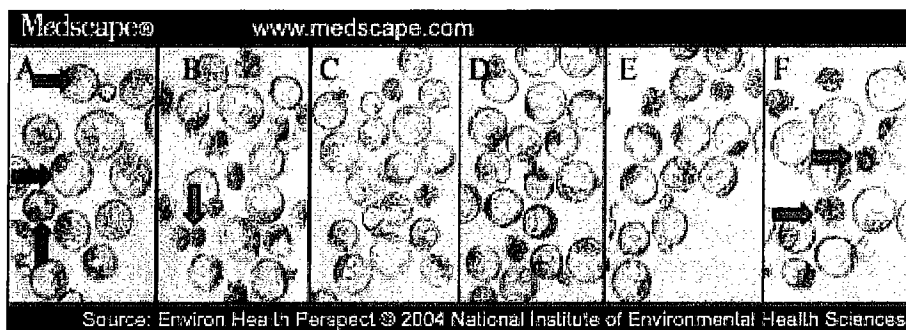 Medscape® www.medscape.com
A B C D E F
Source: Environ Health Perspect © 2004 National Institute of Environmental Health Sciences